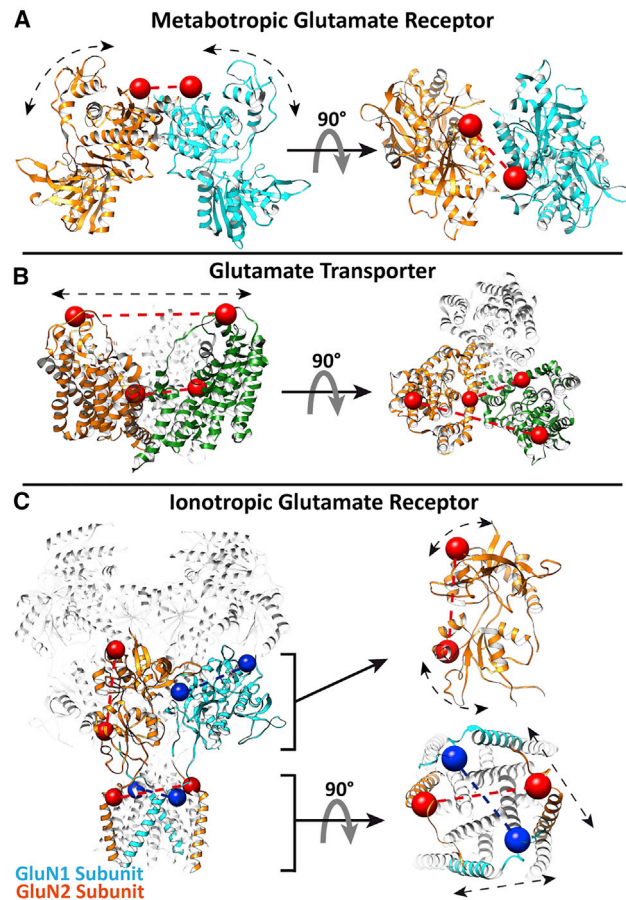 A
Metabotropic Glutamate Receptor
90°
B
Glutamate Transporter
90°
C
Ionotropic Glutamate Receptor
90°
GluN1 Subunit
GluN2 Subunit